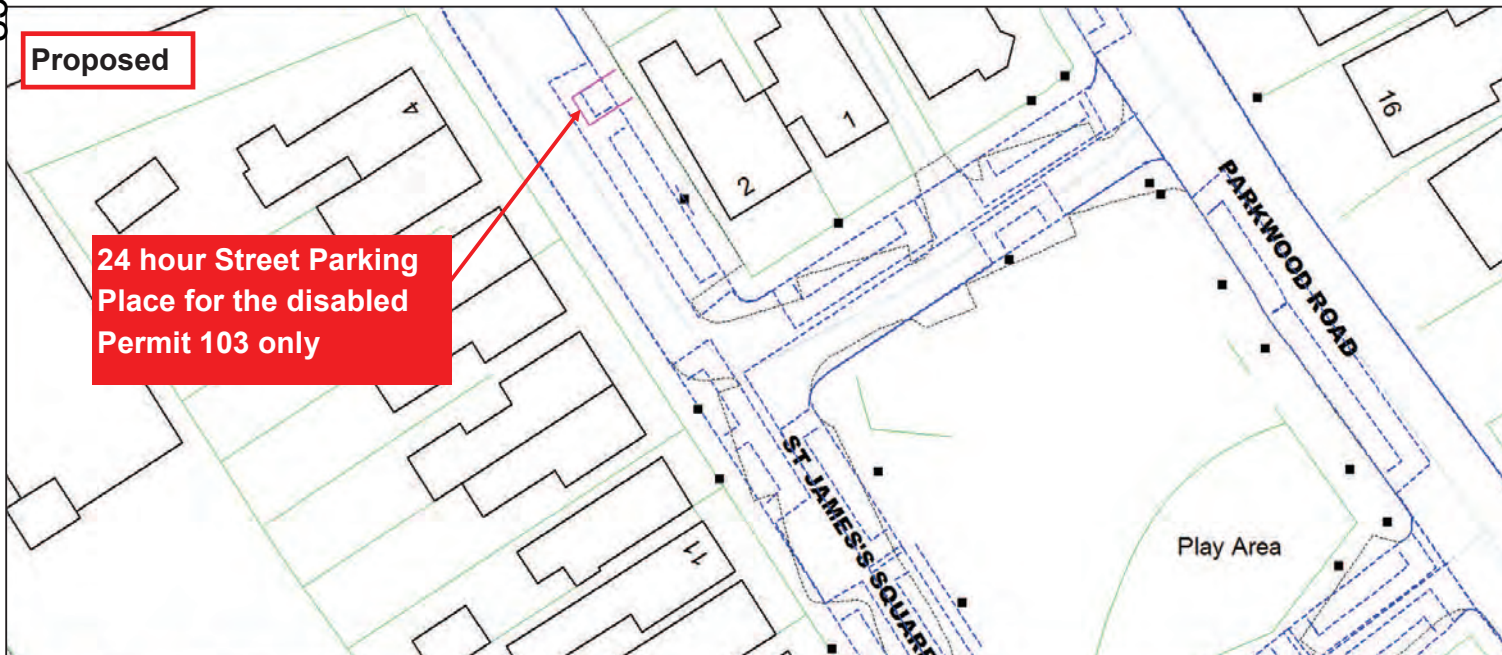 Proposed
4
1
2
16
PARKWOOD ROAD
24 hour Street Parking
Place for the disabled
Permit 103 only
ST JAMES'S SQUARE
11
Play Area